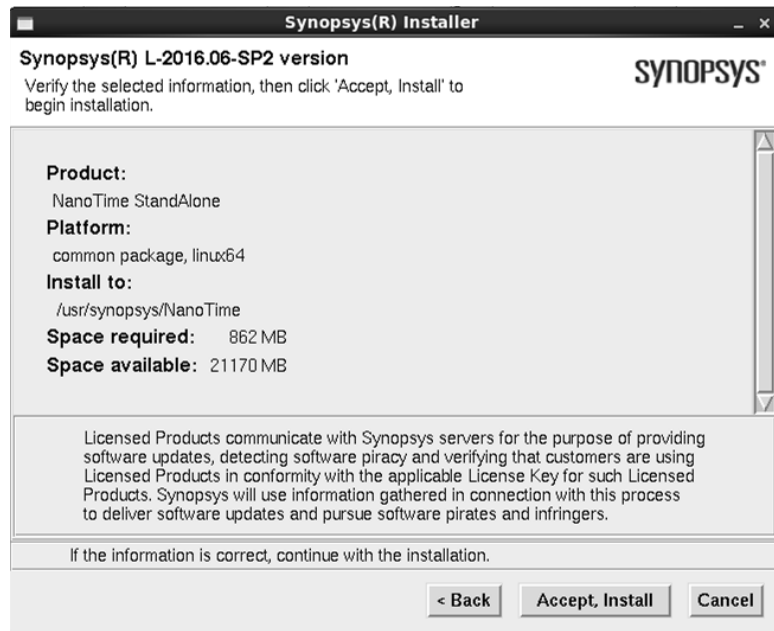 Synopsys(R) Installer
Synopsys(R) L-2016.06-SP2 version
Verify the selected information, then click 'Accept, Install' to
begin installation.
SYNOPSYS®
Product:
NanoTime StandAlone
Platform:
common package, linux64
Install to:
/usr/synopsys/NanoTime
Space required: 862 MB
Space available: 21170 MB
Licensed Products communicate with Synopsys servers for the purpose of providing
software updates, detecting software piracy and verifying that customers are using
Licensed Products in conformity with the applicable License Key for such Licensed
Products. Synopsys will use information gathered in connection with this process
to deliver software updates and pursue software pirates and infringers.
If the information is correct, continue with the installation.
< Back Accept, Install Cancel